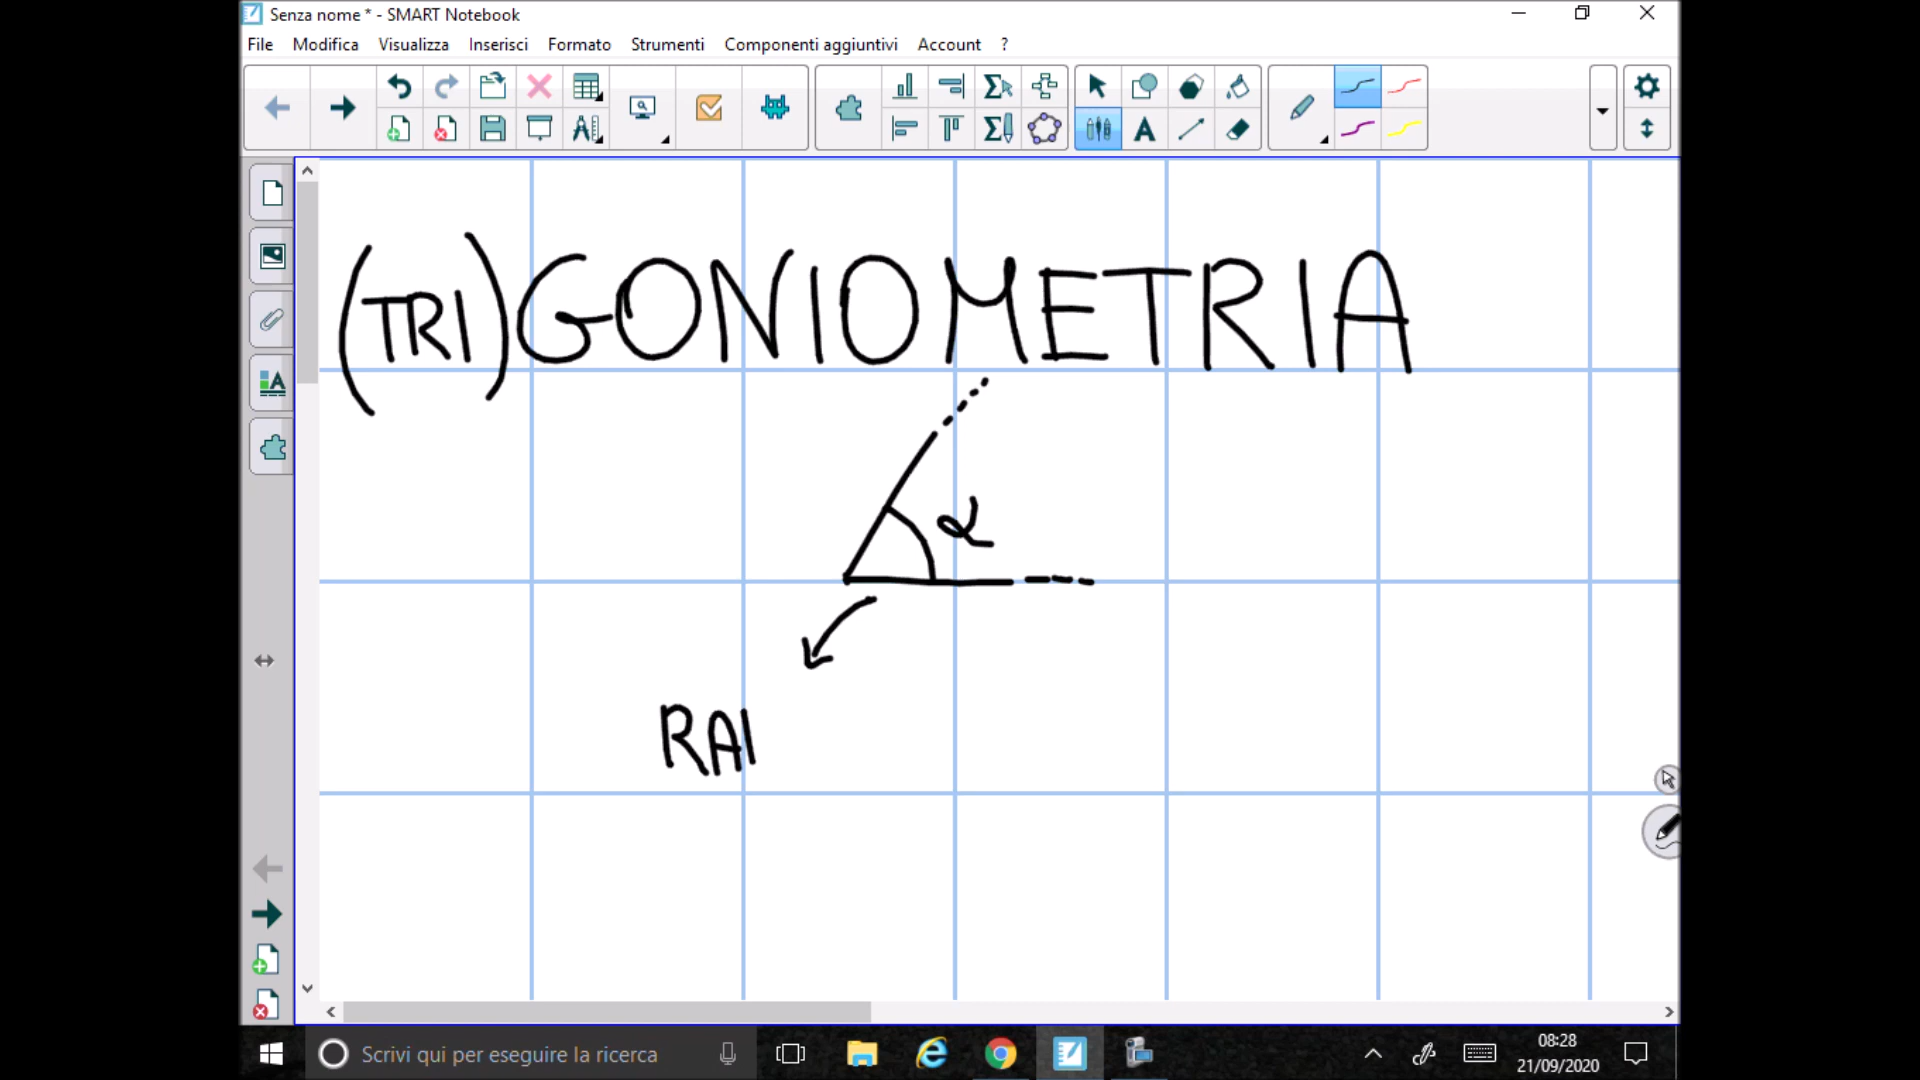 Senza nome * - SMART Notebook
File Modifica Visualizza Inserisci Formato Strumenti Componenti aggiuntivi Account ?
(TRI)GONIOMETRIA
α
RAI
Scrivi qui per eseguire la ricerca
08:28
21/09/2020